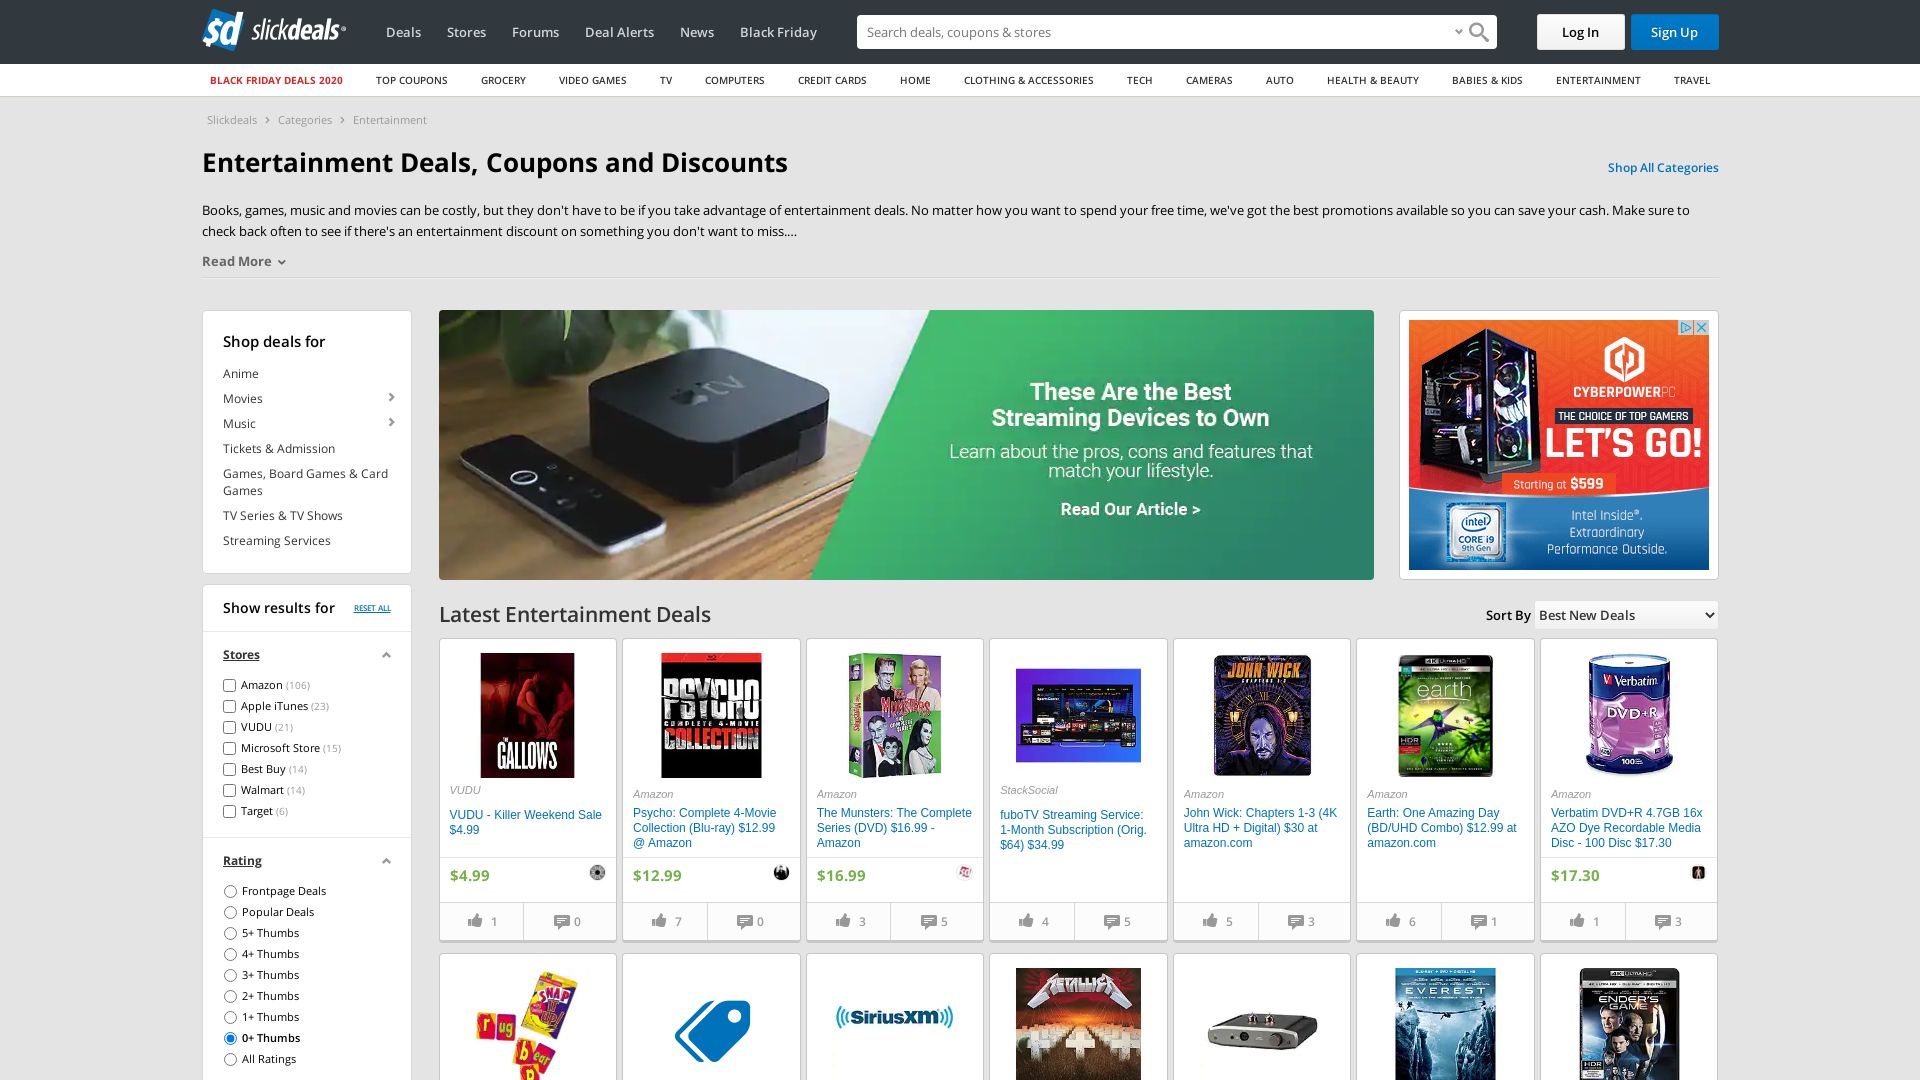 slickdeals
Deals
Stores
Forums
Deal Alerts
News
Black Friday
Search deals, coupons & stores
Log In
Sign Up
BLACK FRIDAY DEALS 2020
TOP COUPONS
GROCERY
VIDEO GAMES
TV
COMPUTERS
CREDIT CARDS
HOME
CLOTHING & ACCESSORIES
TECH
CAMERAS
AUTO
HEALTH & BEAUTY
BABIES & KIDS
ENTERTAINMENT
TRAVEL
Slickdeals
Categories
Entertainment
Entertainment Deals, Coupons and Discounts
Shop All Categories
Books, games, music and movies can be costly, but they don't have to be if you take advantage of entertainment deals. No matter how you want to spend your free time, we've got the best promotions available so you can save your cash. Make sure to
check back often to see if there's an entertainment discount on something you don't want to miss....
Read More
Shop deals for
Anime
Movies
Music
Tickets & Admission
Games, Board Games & Card
Games
TV Series & TV Shows
Streaming Services
tv
These Are the Best
Streaming Devices to Own
Learn about the pros, cons and features that
match your lifestyle.
Read Our Article >
CYBERPOWERPC
THE CHOICE OF TOP GAMERS
LET'S GO!
Starting at $599
intel
CORE i9
9th Gen
Intel Inside®.
Extraordinary
Performance Outside.
Show results for
RESET ALL
Stores
Amazon (106)
Apple iTunes (23)
VUDU (21)
Microsoft Store (15)
Best Buy (14)
Walmart (14)
Target (6)
Rating
Frontpage Deals
Popular Deals
5+ Thumbs
4+ Thumbs
3+ Thumbs
2+ Thumbs
1+ Thumbs
0+ Thumbs
All Ratings
Latest Entertainment Deals
Sort By
Best New Deals
THE
GALLOWS
VUDU
VUDU - Killer Weekend Sale
$4.99
$4.99
1
0
PSYCHO
COMPLETE 4-MOVIE
COLLECTION
Amazon
Psycho: Complete 4-Movie
Collection (Blu-ray) $12.99
@ Amazon
$12.99
7
0
Amazon
The Munsters: The Complete
Series (DVD) $16.99 -
Amazon
$16.99
3
5
StackSocial
fuboTV Streaming Service:
1-Month Subscription (Orig.
$64) $34.99
4
5
JOHN WICK
CHAPTERS 1-3
Amazon
John Wick: Chapters 1-3 (4K
Ultra HD + Digital) $30 at
amazon.com
5
3
earth
HDR
Amazon
Earth: One Amazing Day
(BD/UHD Combo) $12.99 at
amazon.com
6
1
Verbatim
DVD+R
100
Amazon
Verbatim DVD+R 4.7GB 16x
AZO Dye Recordable Media
Disc - 100 Disc $17.30
$17.30
1
3
SNAP
IT UP!
r ug
b ear
SiriusXM
METALLICA
EVEREST
ENDER'S
GAME
HDR